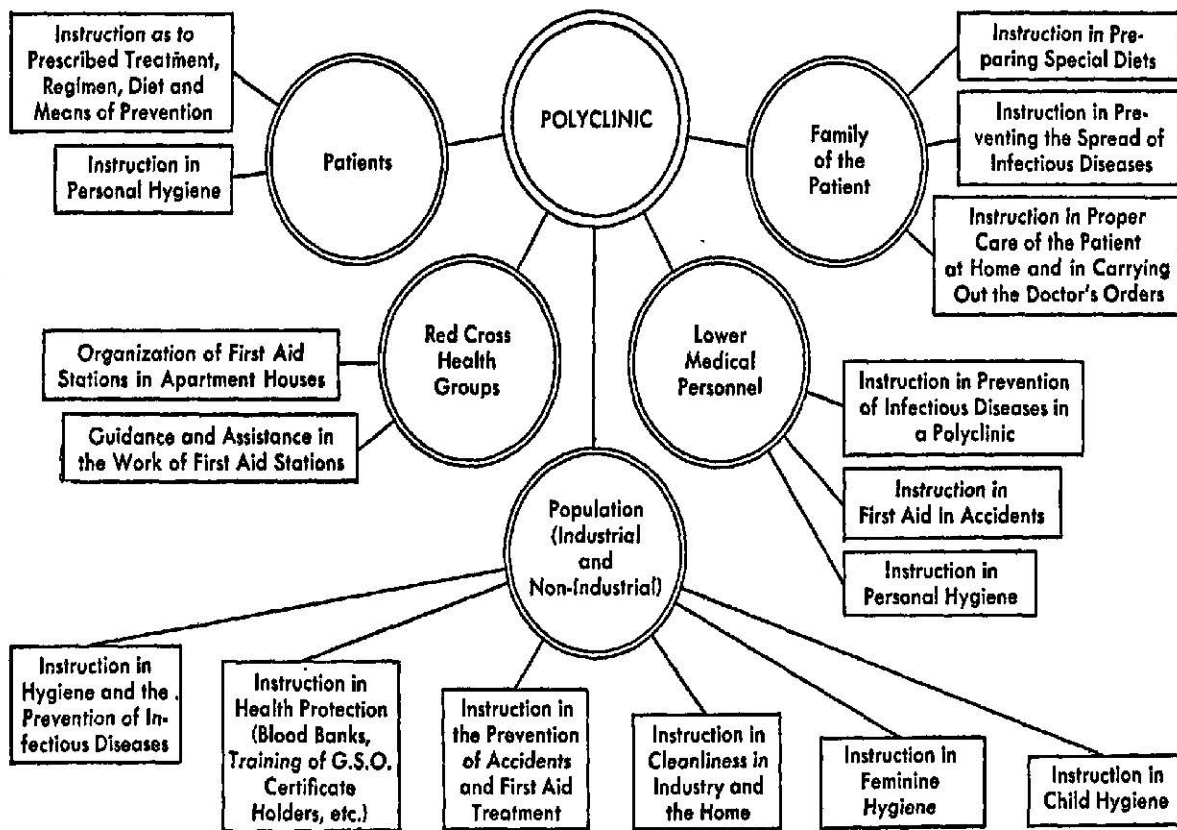 POLYCLINIC
Instruction as to
Prescribed Treatment,
Regimen, Diet and
Means of Prevention
Instruction in
Personal Hygiene
Patients
Family
of the
Patient
Instruction in Pre-
paring Special Diets
Instruction in Pre-
venting the Spread of
Infectious Diseases
Instruction in Proper
Care of the Patient
at Home and in Carrying
Out the Doctor's Orders
Red Cross
Health
Groups
Organization of First Aid
Stations in Apartment Houses
Guidance and Assistance in
the Work of First Aid Stations
Lower
Medical
Personnel
Instruction in Prevention
of Infectious Diseases in
a Polyclinic
Instruction in
First Aid In Accidents
Instruction in
Personal Hygiene
Population
(Industrial
and
Non-Industrial)
Instruction in
Hygiene and the
Prevention of In-
fectious Diseases
Instruction in
Health Protection
(Blood Banks,
Training of G.S.O.
Certificate
Holders, etc.)
Instruction in
the Prevention
of Accidents
and First Aid
Treatment
Instruction in
Cleanliness in
Industry and
the Home
Instruction in
Feminine
Hygiene
Instruction in
Child Hygiene